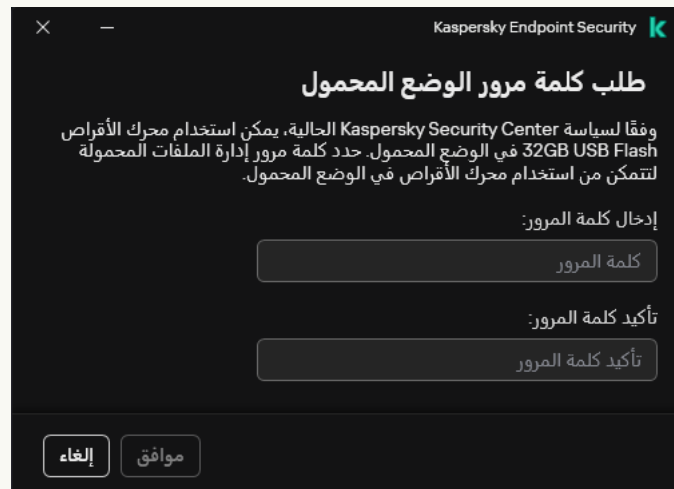 Kaspersky Endpoint Security
طلب كلمة مرور الوضع المحمول
وفقًا لسياسة Kaspersky Security Center الحالية، يمكن استخدام محرك الأقراص
32GB USB Flash في الوضع المحمول. حدد كلمة مرور إدارة الملفات المحمولة
لتتمكن من استخدام محرك الأقراص في الوضع المحمول.
إدخال كلمة المرور:
كلمة المرور
تأكيد كلمة المرور:
تأكيد كلمة المرور
موافق
إلغاء